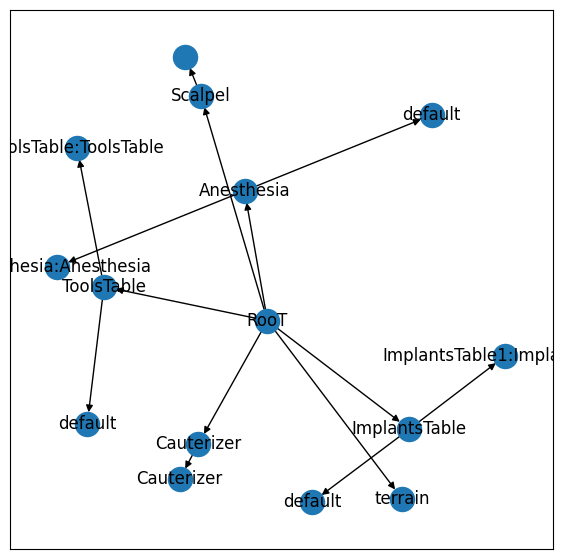 Scalpel
default
olsTable:ToolsTable
Anesthesia
hesia:Anesthesia
ToolsTable
RooT
ImplantsTable1:Impla
default
ImplantsTable
Cauterizer
Cauterizer
default
terrain